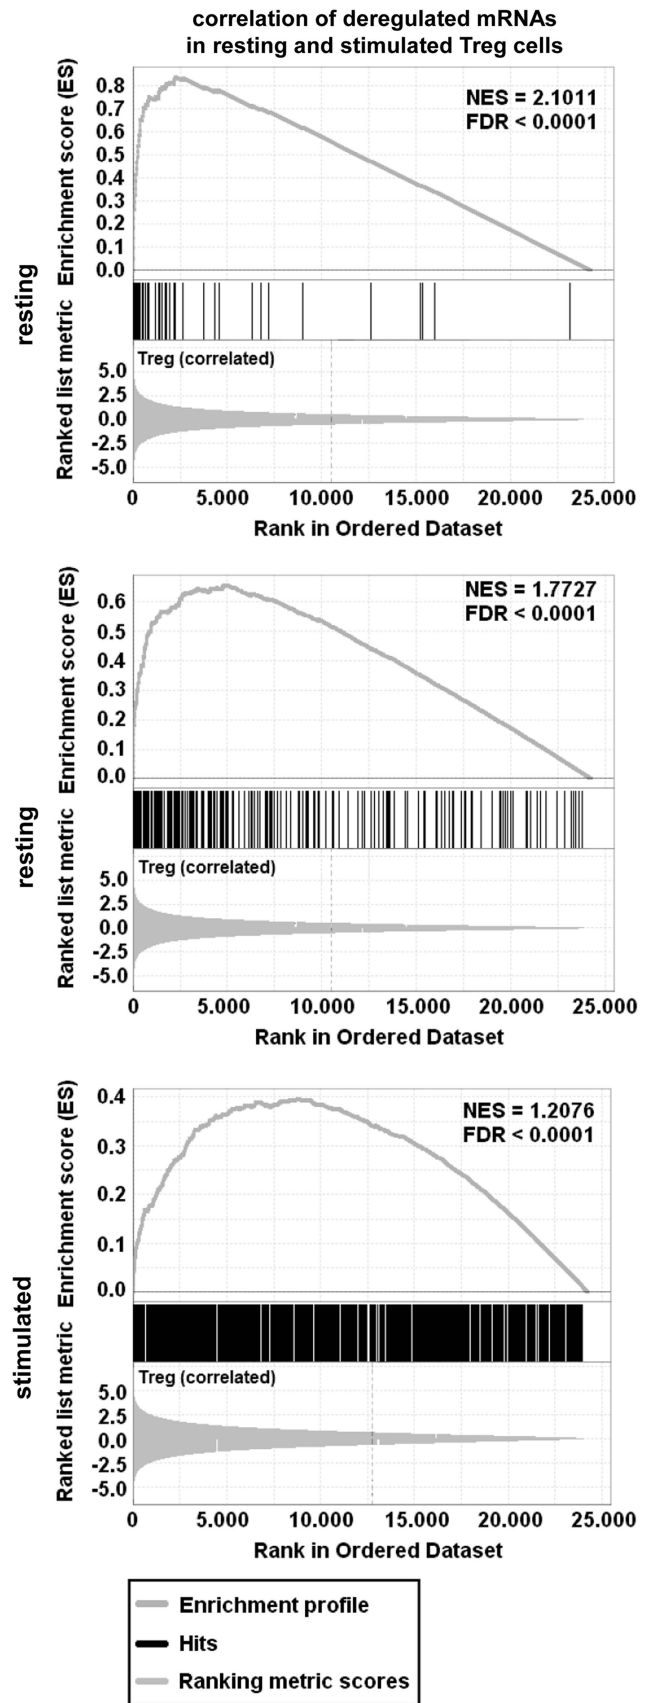 correlation of deregulated mRNAs
in resting and stimulated Treg cells
resting
Enrichment score (ES)
0.8
0.7
0.6
0.5
0.4
0.3
0.2
0.1
0.0
NES = 2.1011
FDR < 0.0001
Ranked list metric
Treg (correlated)
5.0
2.5
0.0
-2.5
-5.0
0 5.000 10.000 15.000 20.000 25.000
Rank in Ordered Dataset
resting
Enrichment score (ES)
0.6
0.5
0.4
0.3
0.2
0.1
0.0
NES = 1.7727
FDR < 0.0001
Ranked list metric
Treg (correlated)
5.0
2.5
0.0
-2.5
-5.0
0 5.000 10.000 15.000 20.000 25.000
Rank in Ordered Dataset
stimulated
Enrichment score (ES)
0.4
0.3
0.2
0.1
0.0
NES = 1.2076
FDR < 0.0001
Ranked list metric
Treg (correlated)
5.0
2.5
0.0
-2.5
-5.0
0 5.000 10.000 15.000 20.000 25.000
Rank in Ordered Dataset
Enrichment profile
Hits
Ranking metric scores